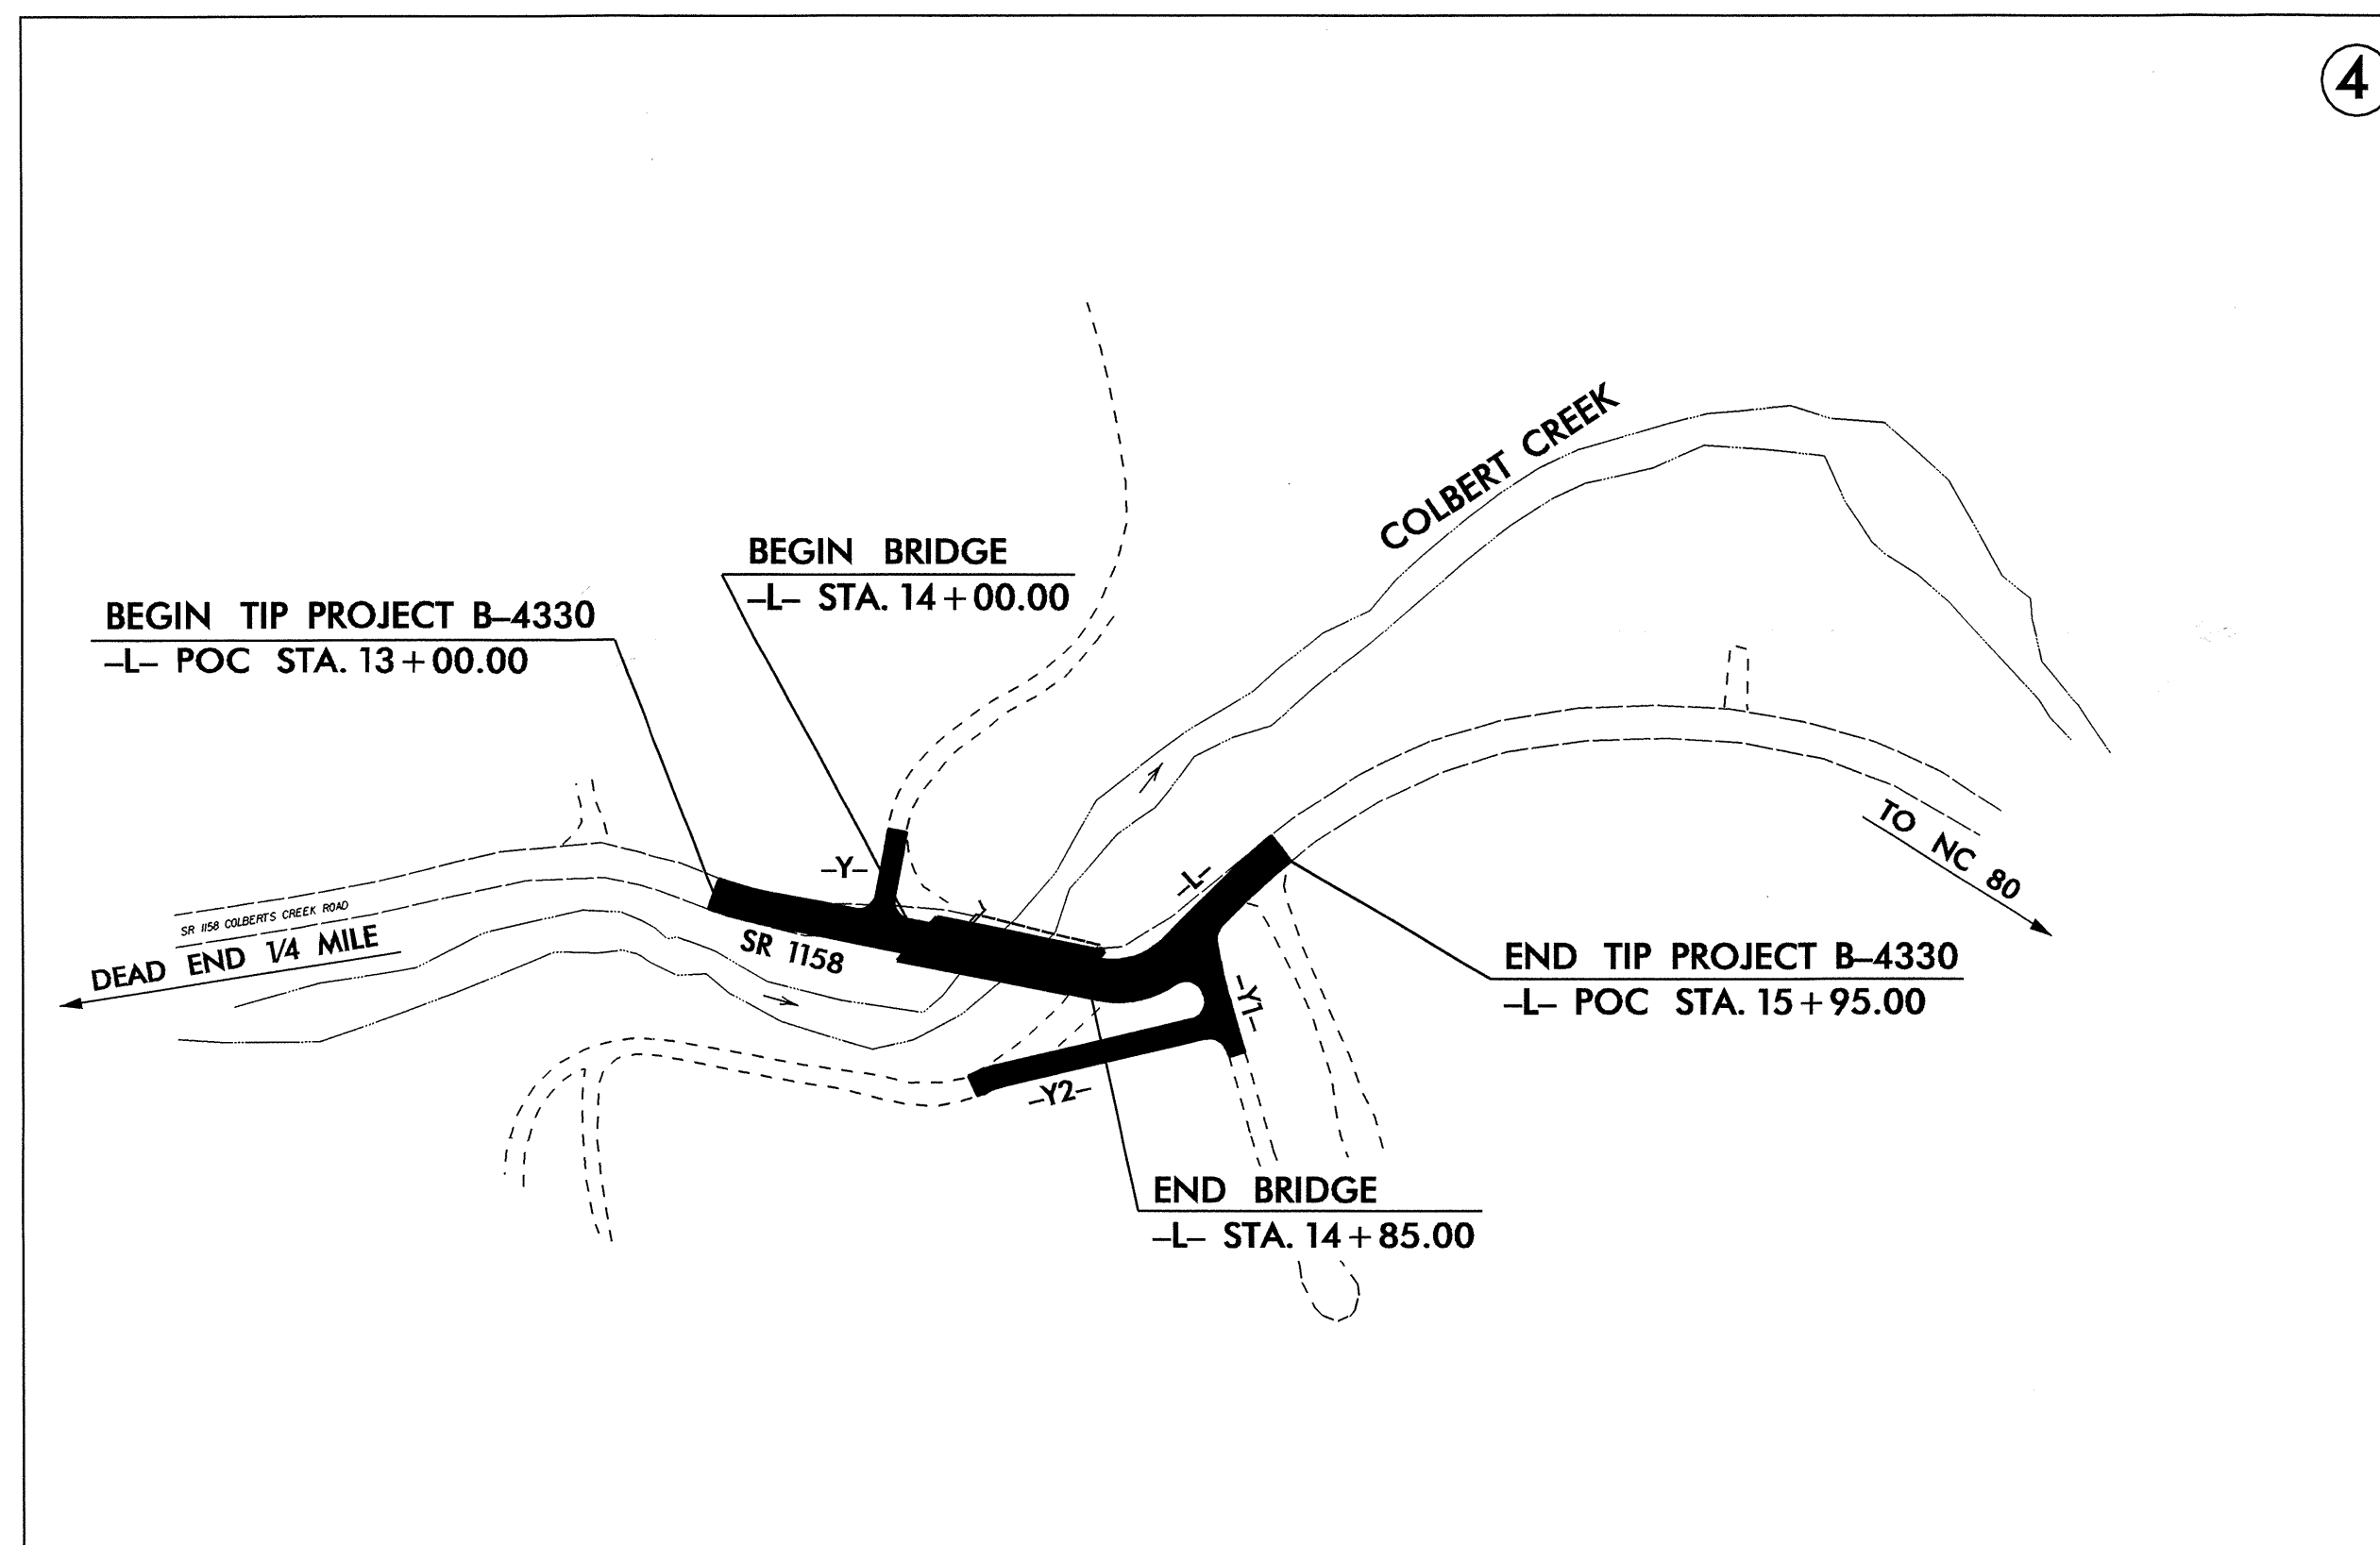 4
COLBERT CREEK
BEGIN BRIDGE
-L- STA. 14+00.00
BEGIN TIP PROJECT B-4330
-L- POC STA. 13+00.00
TO NC 80
-Y-
-L-
SR 1158 COLBERTS CREEK ROAD
DEAD END 1/4 MILE
SR 1158
END TIP PROJECT B-4330
-L- POC STA. 15+95.00
-Y1-
-Y2-
END BRIDGE
-L- STA. 14+85.00